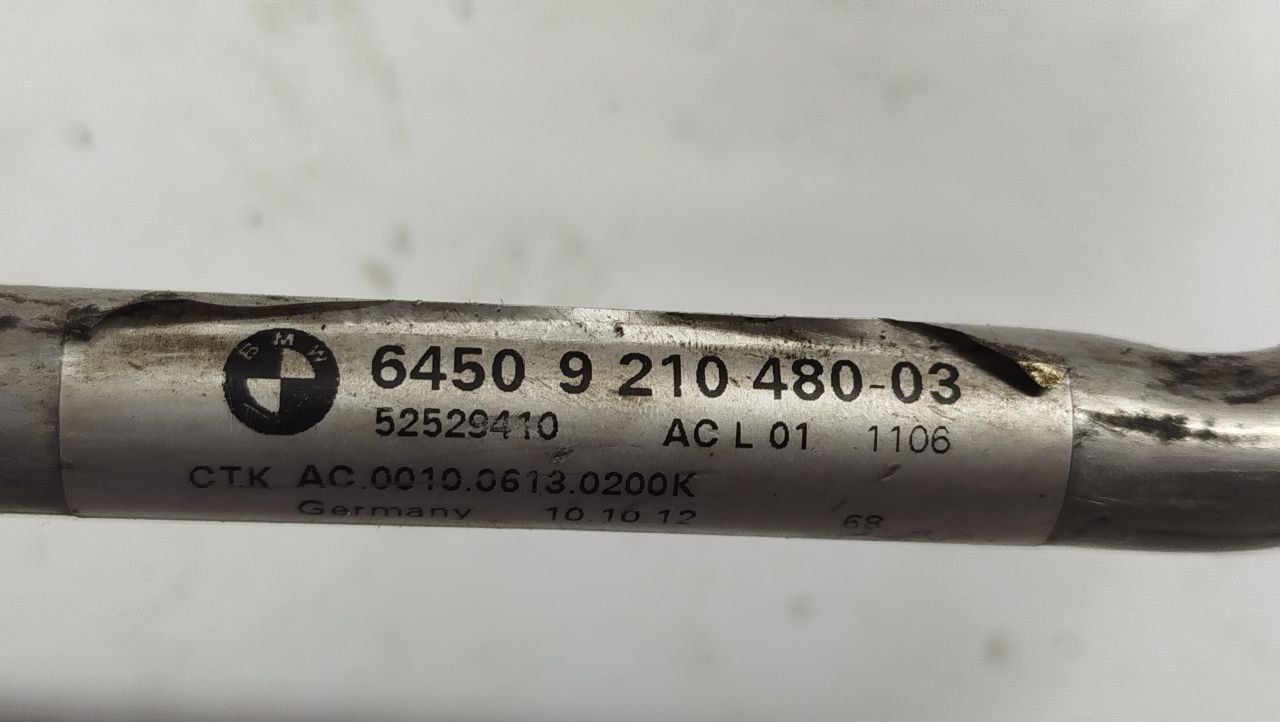 BMW
6450 9 210 480-03
52529410 AC L 01 1106
CTK AC.0010.0613.0200K
Germany 10.10.12 68